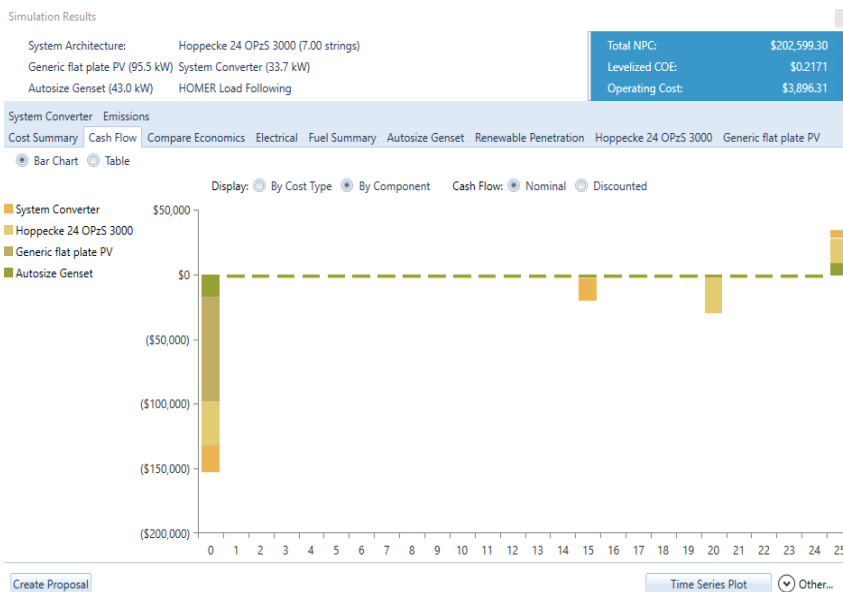 Simulation Results
System Architecture: Hoppecke 24 OPzS 3000 (7.00 strings)
Generic flat plate PV (95.5 kW) System Converter (33.7 kW)
Autosize Genset (43.0 kW) HOMER Load Following
Total NPC: $202,599.30
Levelized COE: $0.2171
Operating Cost: $3,896.31
System Converter Emissions
Cost Summary Cash Flow Compare Economics Electrical Fuel Summary Autosize Genset Renewable Penetration Hoppecke 24 OPzS 3000 Generic flat plate PV
Bar Chart Table
Display: By Cost Type By Component Cash Flow: Nominal Discounted
System Converter
Hoppecke 24 OPzS 3000
Generic flat plate PV
Autosize Genset
$50,000
$0
($50,000)
($100,000)
($150,000)
($200,000)
0 1 2 3 4 5 6 7 8 9 10 11 12 13 14 15 16 17 18 19 20 21 22 23 24 25
Create Proposal Time Series Plot Other...